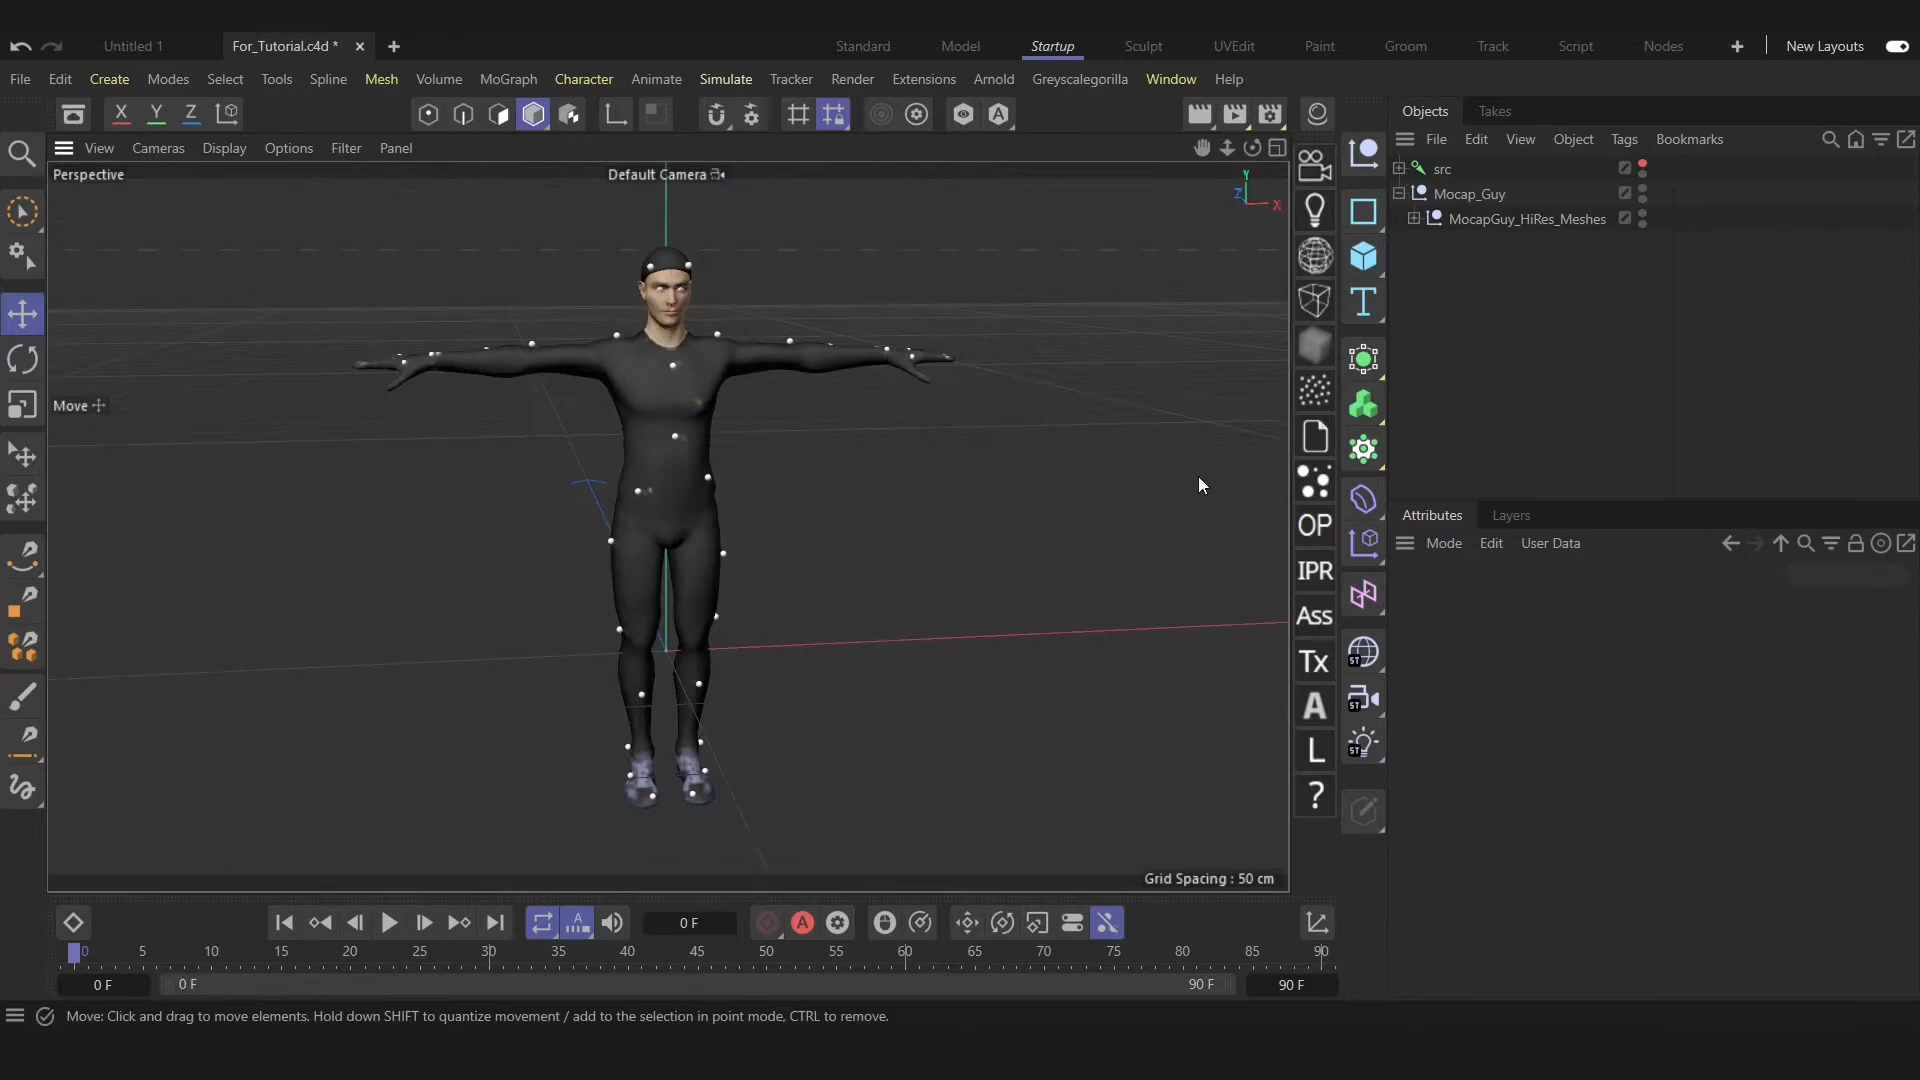 Untitled 1
For_Tutorial.c4d *
Standard
Model
Startup
Sculpt
UVEdit
Paint
Groom
Track
Script
Nodes
New Layouts
File Edit Create Modes Select Tools Spline Mesh Volume MoGraph Character Animate Simulate Tracker Render Extensions Arnold Greyscalegorilla Window Help
X Y Z
Objects Takes
File Edit View Object Tags Bookmarks
View Cameras Display Options Filter Panel
Perspective
Default Camera
Y
Z
X
src
Mocap_Guy
MocapGuy_HiRes_Meshes
Move
T
OP
IPR
Ass
Tx
A
L
?
ST
ST
ST
Attributes Layers
Mode Edit User Data
Grid Spacing : 50 cm
A
0 F
A
0 5 10 15 20 25 30 35 40 45 50 55 60 65 70 75 80 85 90
0 F
0 F
90 F
90 F
Move: Click and drag to move elements. Hold down SHIFT to quantize movement / add to the selection in point mode, CTRL to remove.